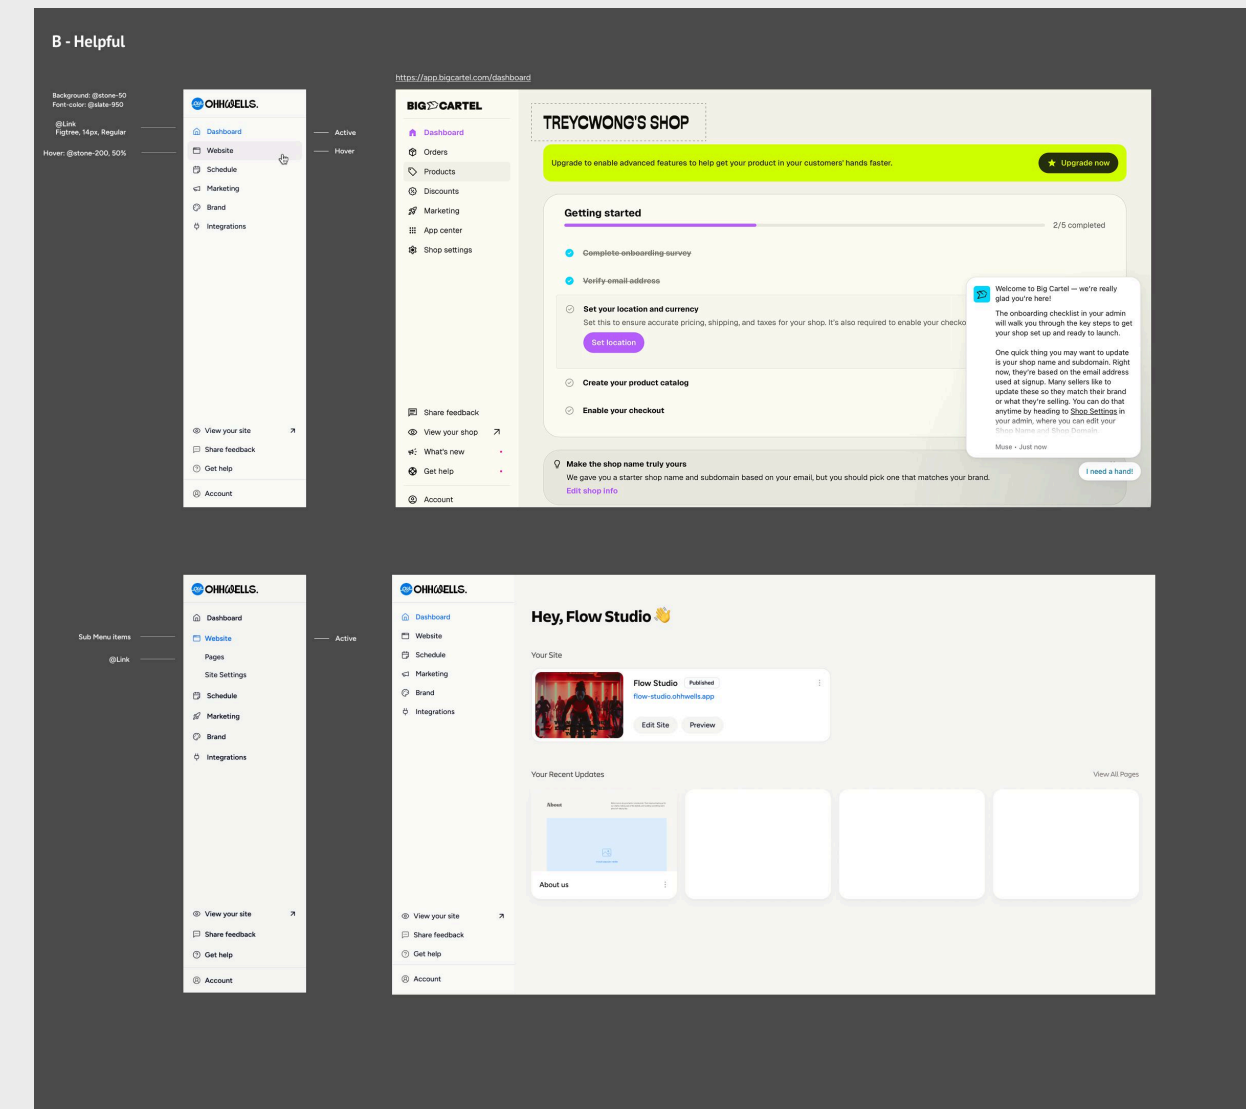 B - Helpful
https://app.bigcartel.com/dashboard
Background: @stone-50
Font-color: @slate-950
@Link
Figtree, 14px, Regular
Hover: @stone-200, 50%
OHHWELLS.
Dashboard
Website
Schedule
Marketing
Brand
Integrations
View your site
Share feedback
Get help
Account
Active
Hover
BIG CARTEL
Dashboard
Orders
Products
Discounts
Marketing
App center
Shop settings
Share feedback
View your shop
What's new
Get help
Account
TREYCWONG'S SHOP
Upgrade to enable advanced features to help get your product in your customers' hands faster.
Upgrade now
Getting started
2/5 completed
Complete onboarding survey
Verify email address
Set your location and currency
Set this to ensure accurate pricing, shipping, and taxes for your shop. It's also required to enable your checko
Set location
Create your product catalog
Enable your checkout
Make the shop name truly yours
We gave you a starter shop name and subdomain based on your email, but you should pick one that matches your brand.
Edit shop info
Welcome to Big Cartel — we're really
glad you're here!
The onboarding checklist in your admin
will walk you through the key steps to get
your shop set up and ready to launch.
One quick thing you may want to update
is your shop name and subdomain. Right
now, they're based on the email address
used at signup. Many sellers like to
update these so they match their brand
or what they're selling. You can do that
anytime by heading to Shop Settings in
your admin, where you can edit your
Shop Name and Shop Domain.
Muse • Just now
I need a hand!
Sub Menu items
@Link
OHHWELLS.
Dashboard
Website
Pages
Site Settings
Schedule
Marketing
Brand
Integrations
View your site
Share feedback
Get help
Account
Active
OHHWELLS.
Dashboard
Website
Schedule
Marketing
Brand
Integrations
View your site
Share feedback
Get help
Account
Hey, Flow Studio 👋
Your Site
Flow Studio Published
flow-studio.ohhwells.app
Edit Site Preview
Your Recent Updates
View All Pages
About
About us